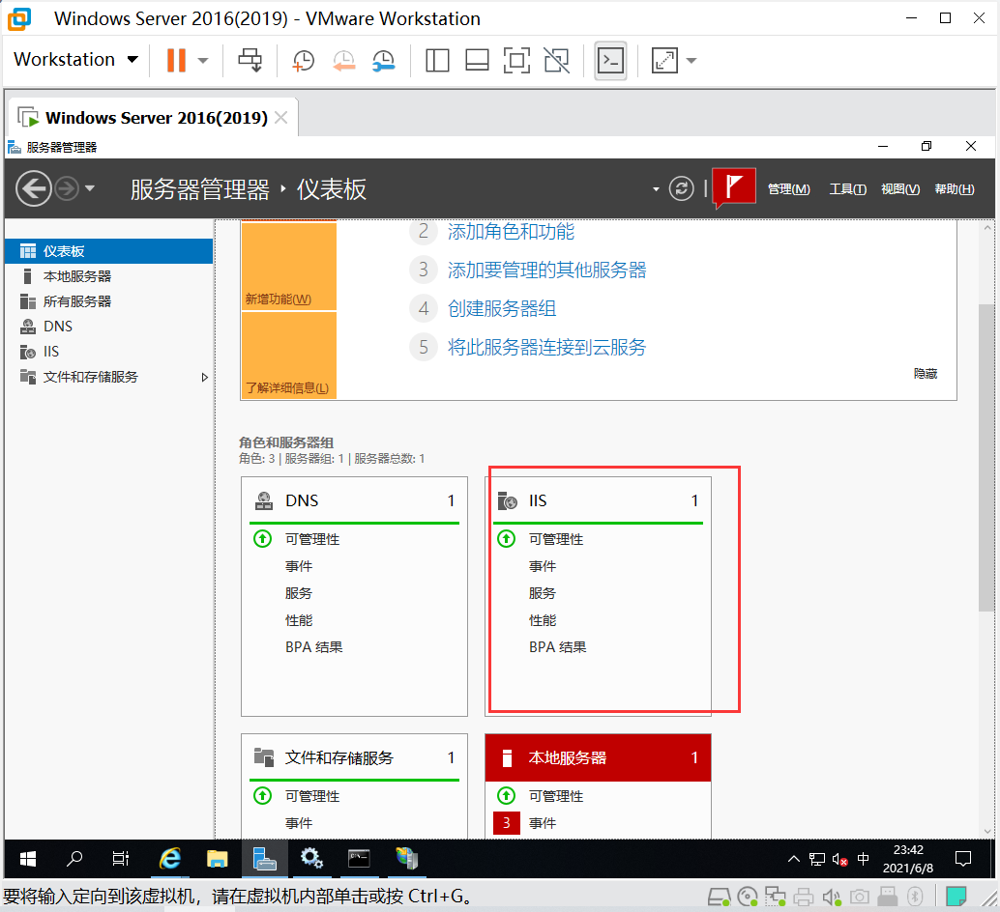 Windows Server 2016(2019) - VMware Workstation
Workstation
Windows Server 2016(2019)
服务器管理器
服务器管理器 仪表板
管理(M) 工具(T) 视图(V) 帮助(H)
仪表板
本地服务器
所有服务器
DNS
IIS
文件和存储服务
2 添加角色和功能
3 添加要管理的其他服务器
新增功能(W)
4 创建服务器组
5 将此服务器连接到云服务
隐藏
了解详细信息(L)
角色和服务器组
角色: 3 | 服务器组: 1 | 服务器总数: 1
DNS 1
可管理性
事件
服务
性能
BPA 结果
IIS 1
可管理性
事件
服务
性能
BPA 结果
文件和存储服务 1
可管理性
事件
本地服务器 1
可管理性
3 事件
中
23:42
2021/6/8
要将输入定向到该虚拟机，请在虚拟机内部单击或按 Ctrl+G。